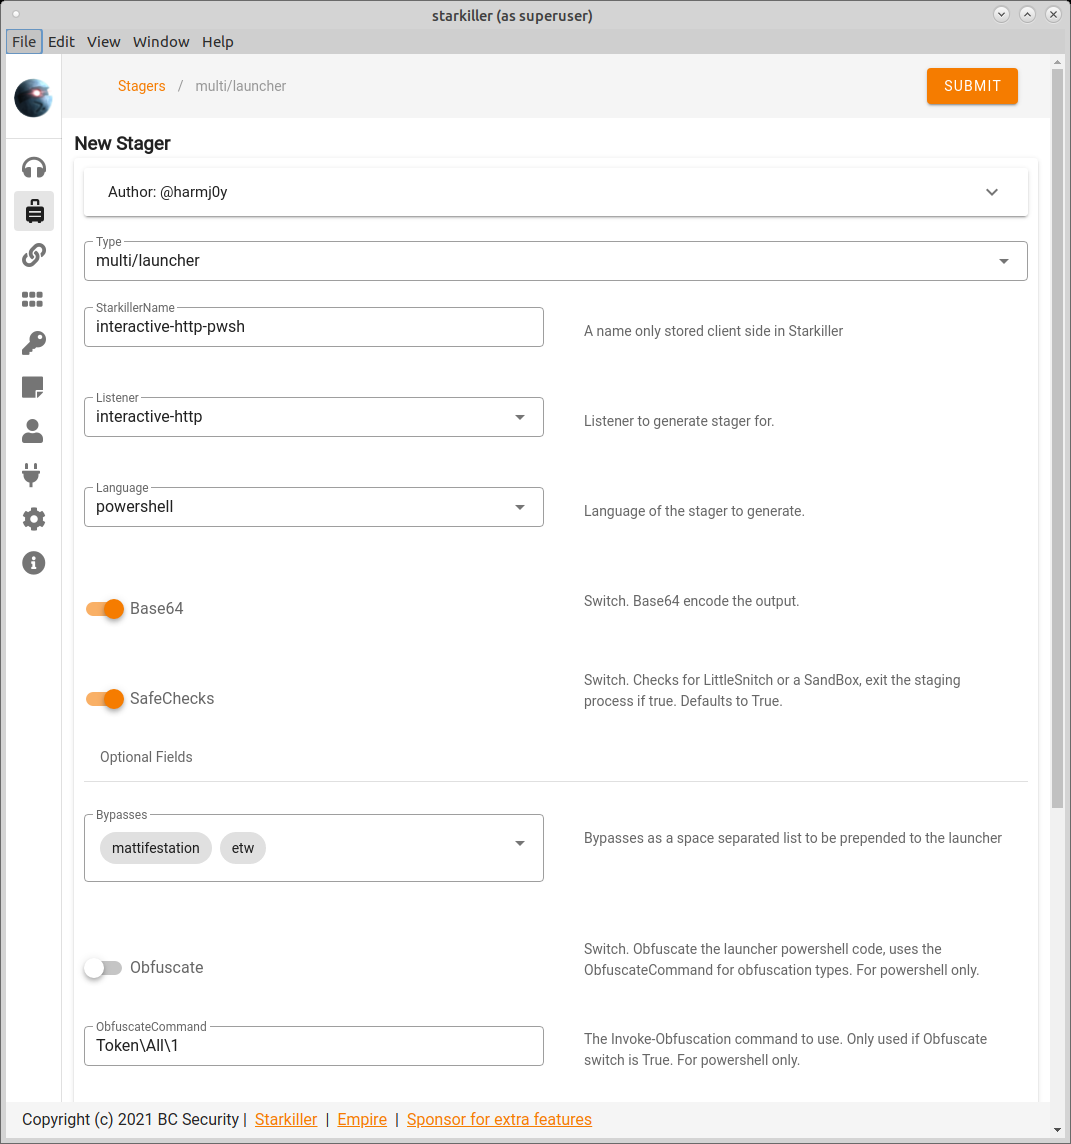 starkiller (as superuser)
File Edit View Window Help
Stagers / multi/launcher
SUBMIT
New Stager
Author: @harmj0y
Type
multi/launcher
StarkillerName
interactive-http-pwsh
A name only stored client side in Starkiller
Listener
interactive-http
Listener to generate stager for.
Language
powershell
Language of the stager to generate.
Base64
Switch. Base64 encode the output.
SafeChecks
Switch. Checks for LittleSnitch or a SandBox, exit the staging
process if true. Defaults to True.
Optional Fields
Bypasses
mattifestation etw
Bypasses as a space separated list to be prepended to the launcher
Obfuscate
Switch. Obfuscate the launcher powershell code, uses the
ObfuscateCommand for obfuscation types. For powershell only.
ObfuscateCommand
Token\All\1
The Invoke-Obfuscation command to use. Only used if Obfuscate
switch is True. For powershell only.
Copyright (c) 2021 BC Security | Starkiller | Empire | Sponsor for extra features